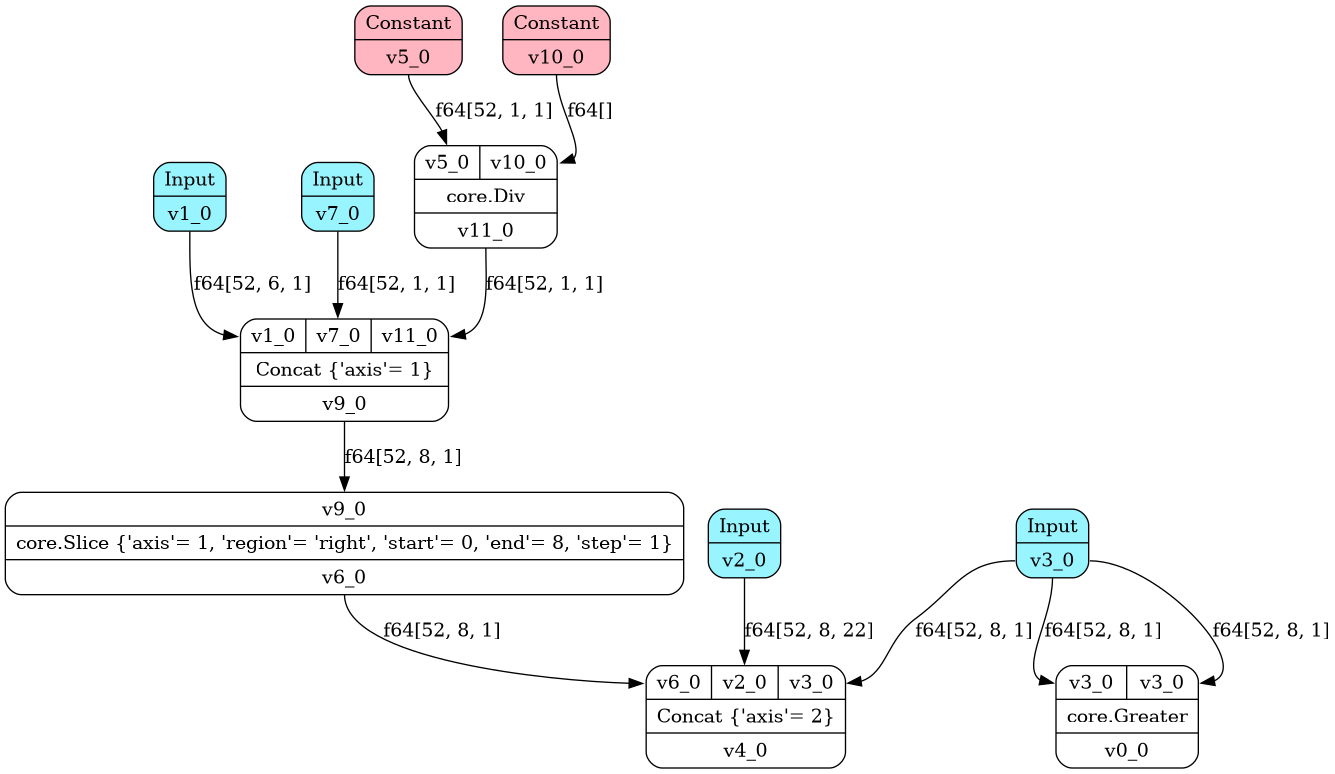 Constant
v5_0
Constant
v10_0
f64[52, 1, 1]
f64[]
v5_0
v10_0
core.Div
v11_0
Input
v1_0
Input
v7_0
f64[52, 6, 1]
f64[52, 1, 1]
f64[52, 1, 1]
v1_0
v7_0
v11_0
Concat {'axis'= 1}
v9_0
f64[52, 8, 1]
v9_0
core.Slice {'axis'= 1, 'region'= 'right', 'start'= 0, 'end'= 8, 'step'= 1}
v6_0
Input
v2_0
Input
v3_0
f64[52, 8, 1]
f64[52, 8, 22]
f64[52, 8, 1]
f64[52, 8, 1]
f64[52, 8, 1]
v6_0
v2_0
v3_0
Concat {'axis'= 2}
v4_0
v3_0
v3_0
core.Greater
v0_0